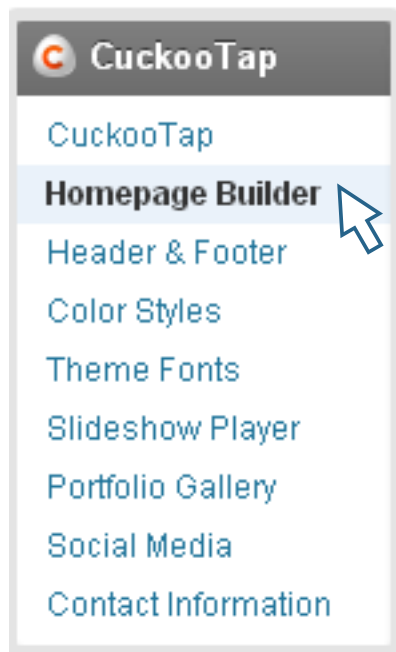 CuckooTap
CuckooTap
Homepage Builder
Header & Footer
Color Styles
Theme Fonts
Slideshow Player
Portfolio Gallery
Social Media
Contact Information